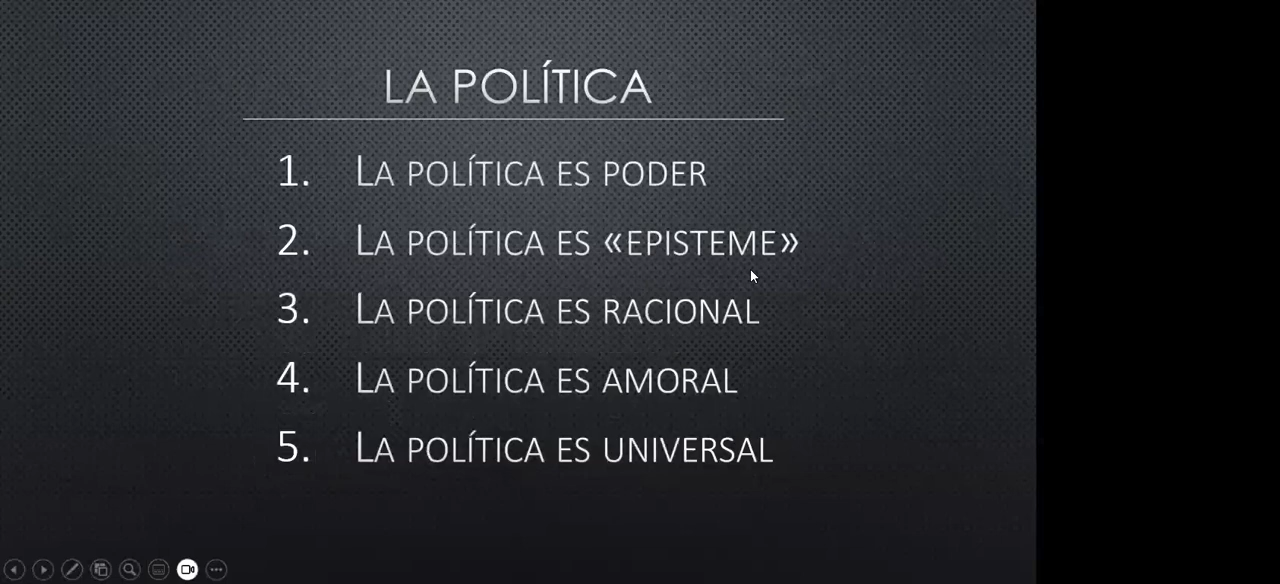 LA POLÍTICA
1. LA POLÍTICA ES PODER
2. LA POLÍTICA ES «EPISTEME»
3. LA POLÍTICA ES RACIONAL
4. LA POLÍTICA ES AMORAL
5. LA POLÍTICA ES UNIVERSAL